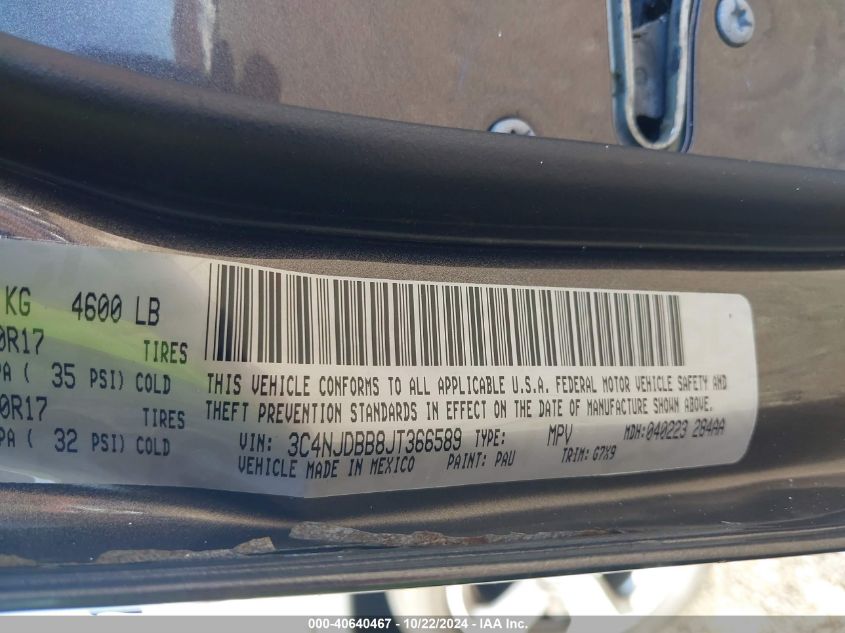 KG 4600 LB
0R17 TIRES
PA ( 35 PSI) COLD
0R17 TIRES
PA ( 32 PSI) COLD
THIS VEHICLE CONFORMS TO ALL APPLICABLE U.S.A. FEDERAL MOTOR VEHICLE SAFETY AND
THEFT PREVENTION STANDARDS IN EFFECT ON THE DATE OF MANUFACTURE SHOWN ABOVE.
VIN: 3C4NJDBB8JT366589 TYPE: MPV MDH:040223 284AA
VEHICLE MADE IN MEXICO PAINT: PAU TRIM: G7X9
000-40640467 - 10/22/2024 - IAA, Inc.